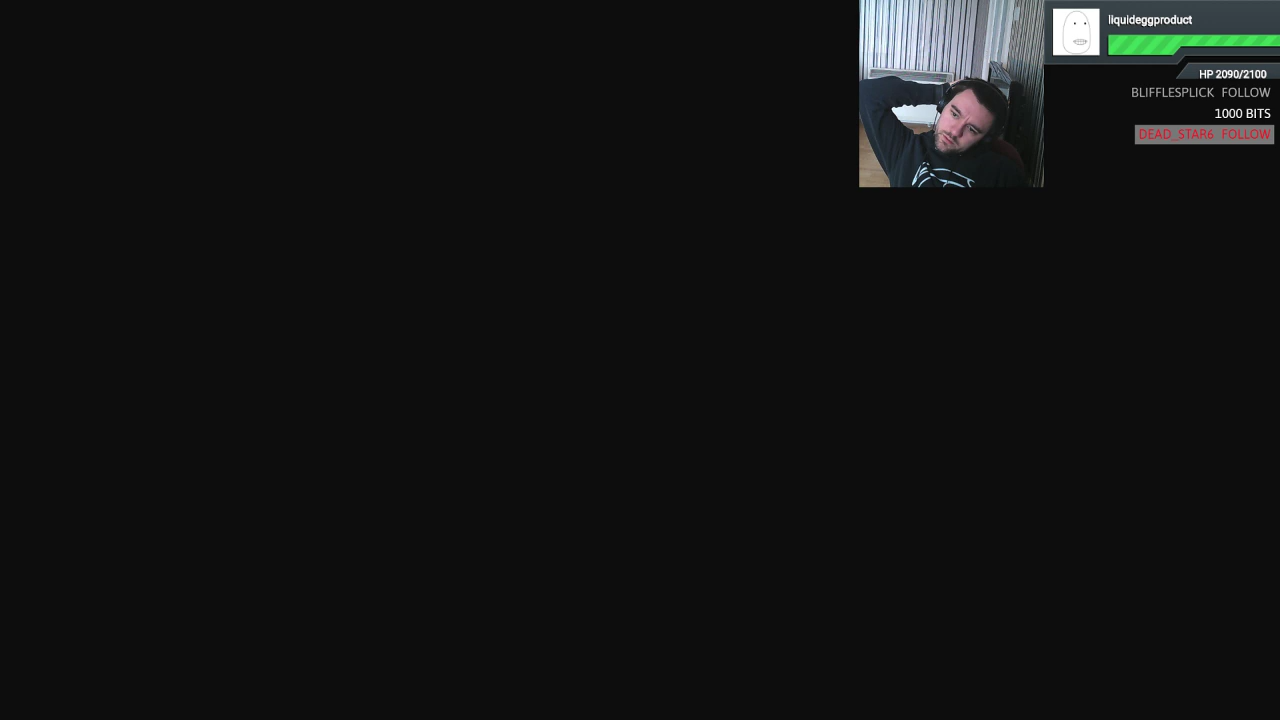 liquideggproduct
HP 2090/2100
BLIFFLESPLICK FOLLOW
1000 BITS
DEAD_STAR6 FOLLOW